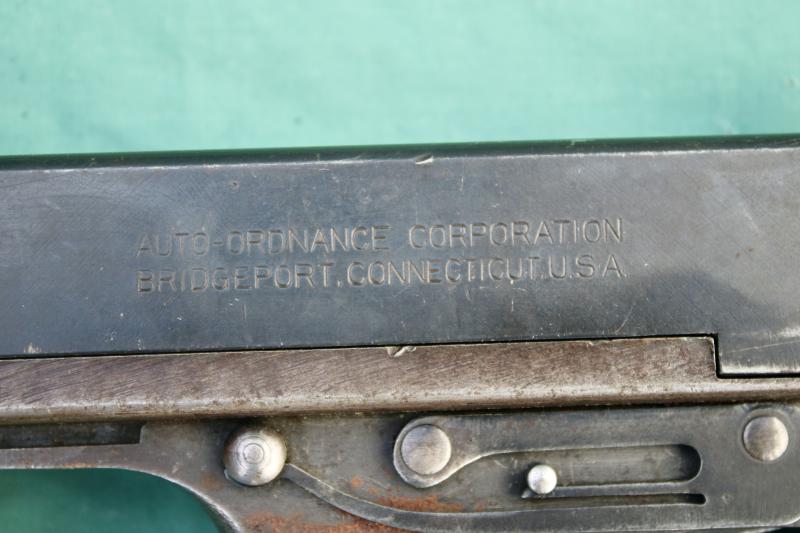 AUTO-ORDNANCE CORPORATION
BRIDGEPORT, CONNECTICUT, U.S.A.